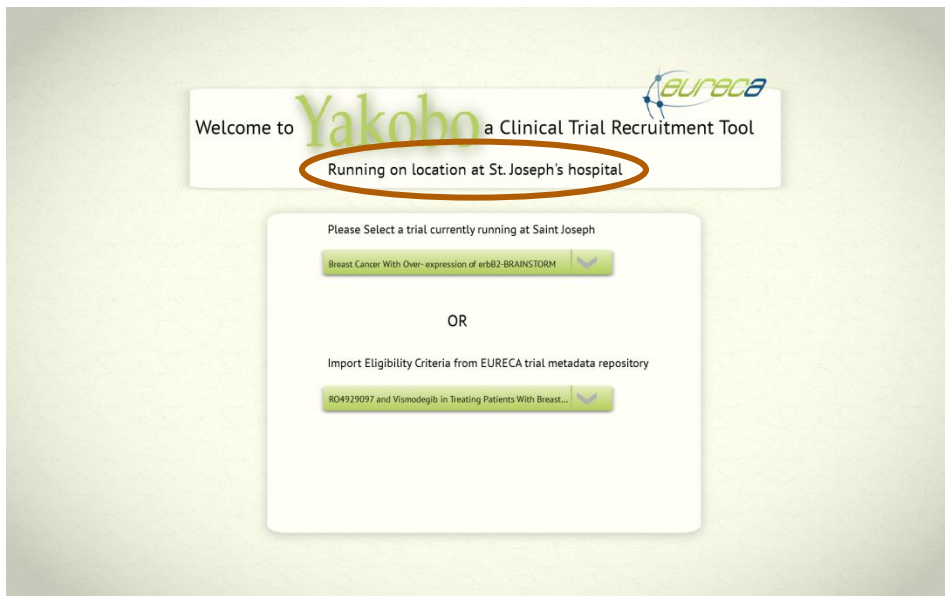 eureca
Welcome to Yakobo a Clinical Trial Recruitment Tool
Running on location at St. Joseph's hospital
Please Select a trial currently running at Saint Joseph
Breast Cancer With Over- expression of erbB2-BRAINSTORM
OR
Import Eligibility Criteria from EURECA trial metadata repository
RO4929097 and Vismodegib in Treating Patients With Breast...